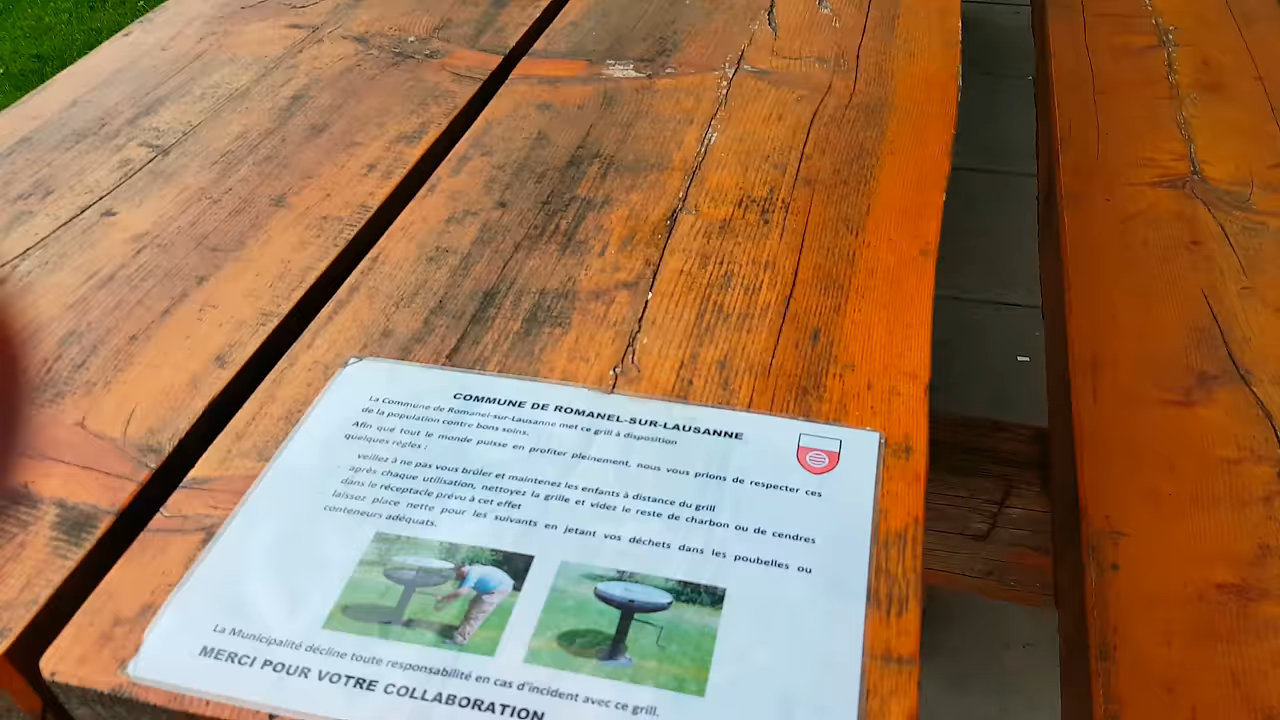 COMMUNE DE ROMANEL-SUR-LAUSANNE
La Commune de Romanel-sur-Lausanne met ce grill à disposition
de la population contre bons soins.
Afin que tout le monde puisse en profiter pleinement, nous vous prions de respecter ces
quelques règles :
veillez à ne pas vous brûler et maintenez les enfants à distance du grill
après chaque utilisation, nettoyez la grille et videz le reste de charbon ou de cendres
dans le réceptacle prévu à cet effet
laissez place nette pour les suivants en jetant vos déchets dans les poubelles ou
conteneurs adéquats.
La Municipalité décline toute responsabilité en cas d'incident avec ce grill.
MERCI POUR VOTRE COLLABORATION